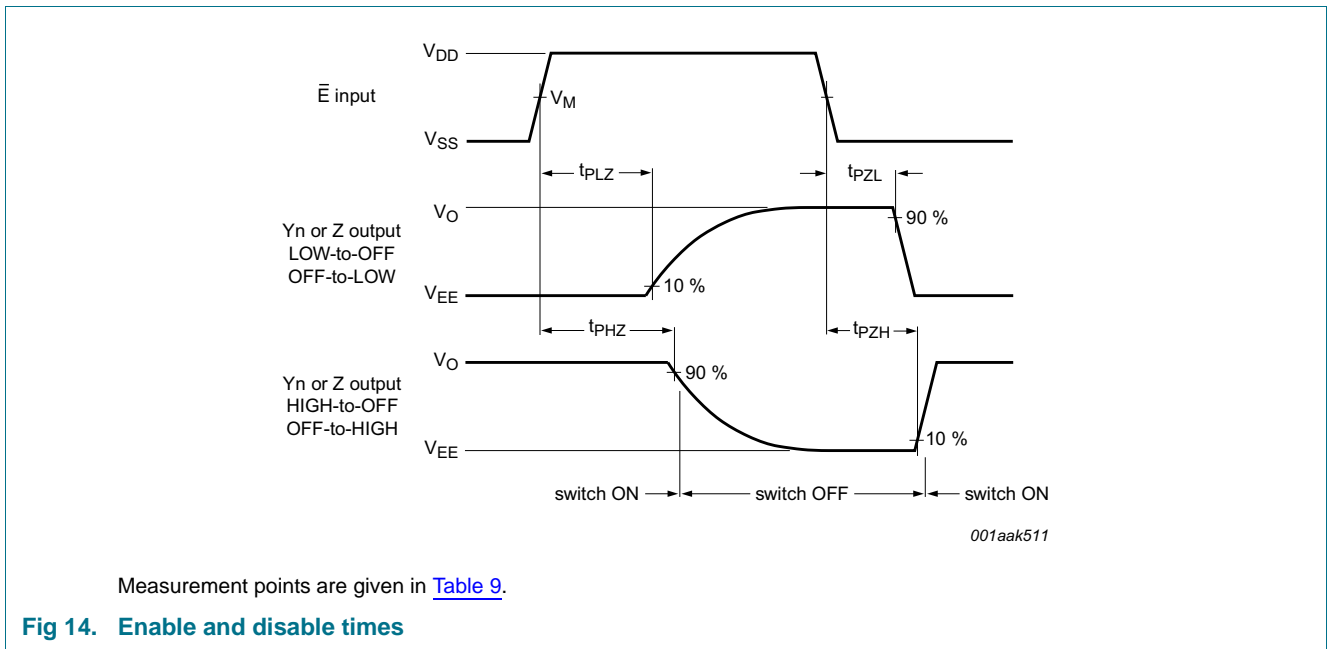 V_DD
Ē input
V_M
V_SS
t_PLZ
t_PZL
V_O
90 %
Yn or Z output
LOW-to-OFF
OFF-to-LOW
10 %
V_EE
t_PHZ
t_PZH
V_O
90 %
Yn or Z output
HIGH-to-OFF
OFF-to-HIGH
10 %
V_EE
switch ON
switch OFF
switch ON
001aak511
Measurement points are given in Table 9.
Fig 14. Enable and disable times